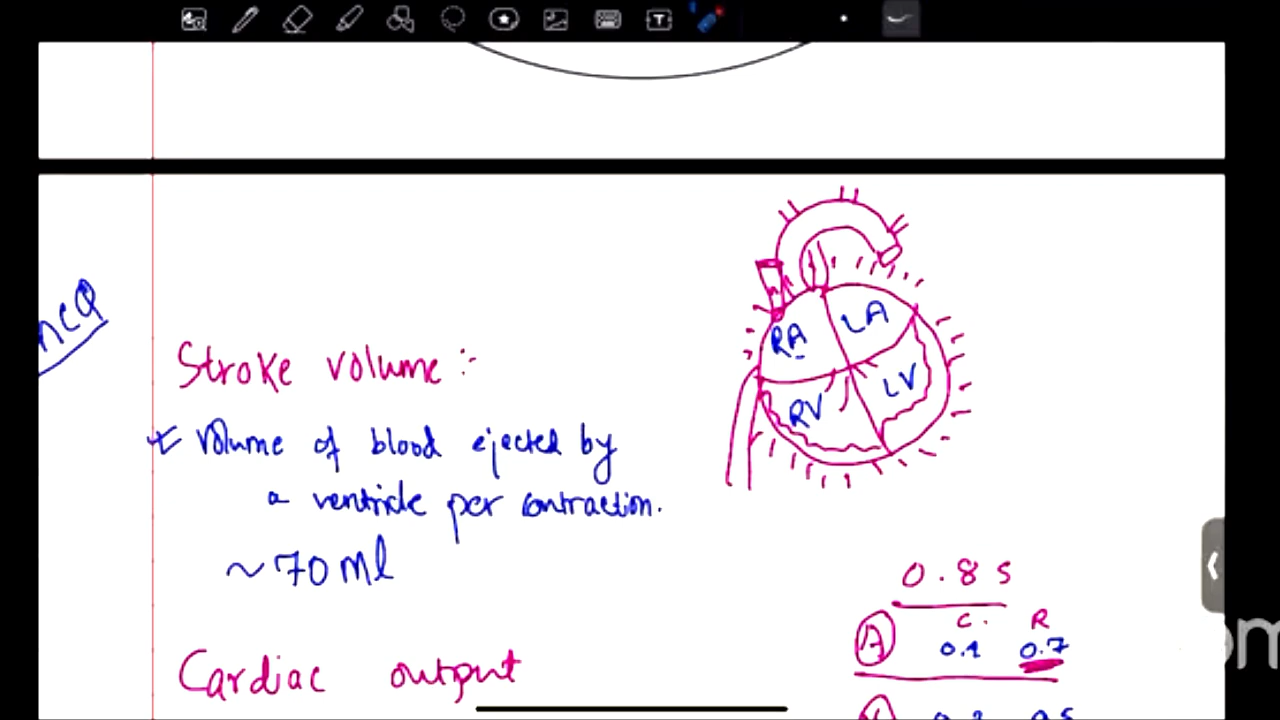 MCQ
RA
LA
RV
LV
Stroke volume :-
Volume of blood ejected by
a ventricle per contraction.
~70 ml
0.8 s
C. R
A 0.1 0.7
Cardiac output